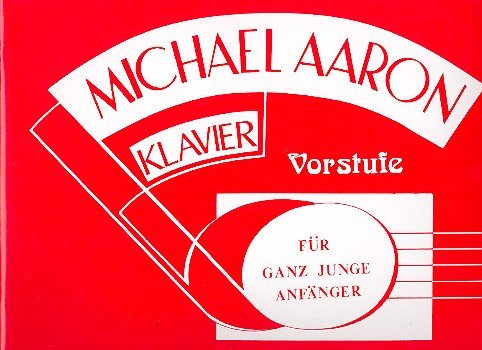 MICHAEL AARON
KLAVIER
Vorstufe
FÜR
GANZ JUNGE
ANFÄNGER